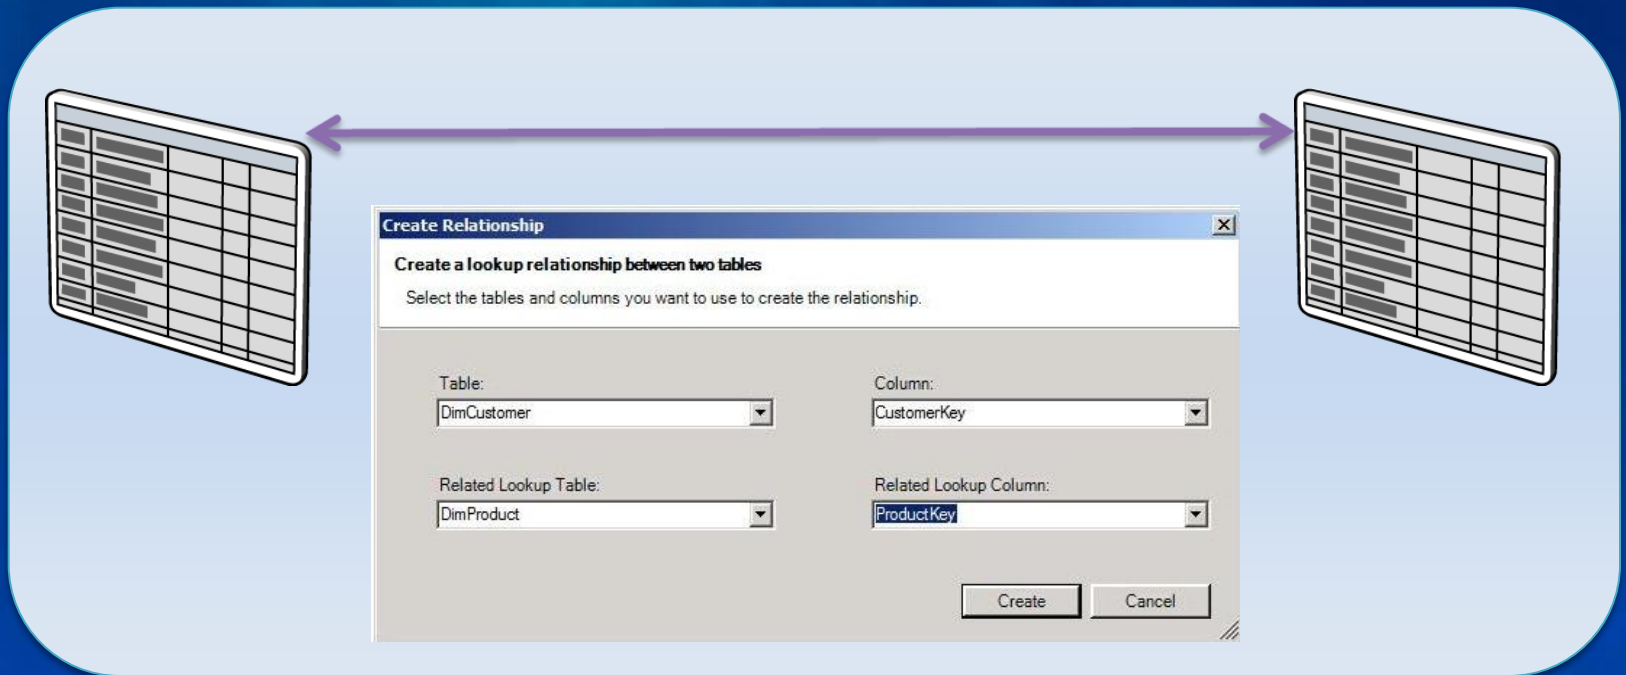 Create Relationship
Create a lookup relationship between two tables
Select the tables and columns you want to use to create the relationship.
Table:
Column:
DimCustomer
CustomerKey
Related Lookup Table:
Related Lookup Column:
DimProduct
ProductKey
Create
Cancel